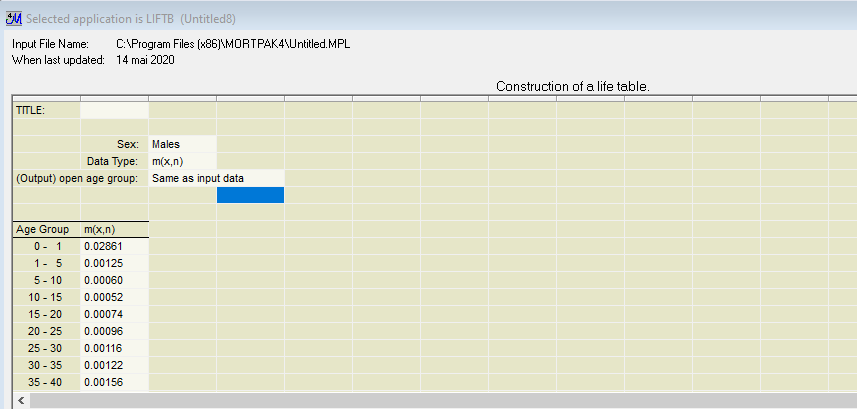 Selected application is LIFTB (Untitled8)
Input File Name: C:\Program Files (x86)\MORTPAK4\Untitled.MPL
When last updated: 14 mai 2020
Construction of a life table.
TITLE:
Sex: Males
Data Type: m(x,n)
(Output) open age group: Same as input data
Age Group m(x,n)
0 - 1 0.02861
1 - 5 0.00125
5 - 10 0.00060
10 - 15 0.00052
15 - 20 0.00074
20 - 25 0.00096
25 - 30 0.00116
30 - 35 0.00122
35 - 40 0.00156